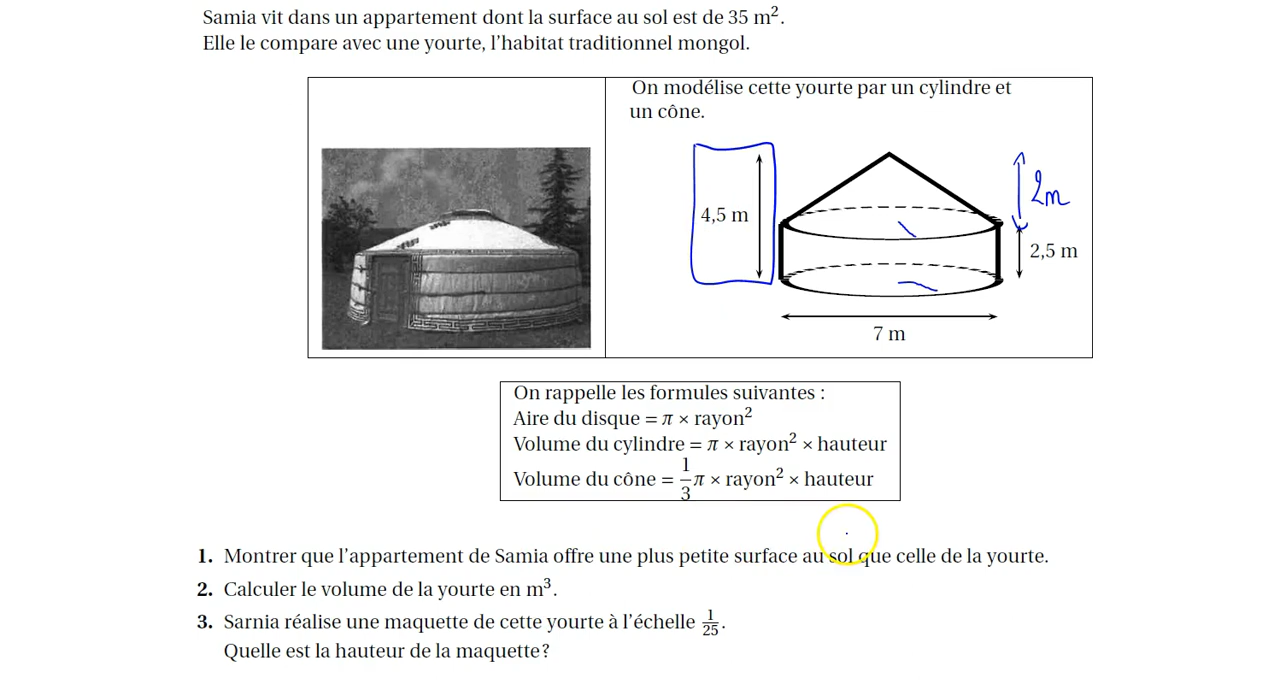 Samia vit dans un appartement dont la surface au sol est de 35 m².
Elle le compare avec une yourte, l'habitat traditionnel mongol.
On modélise cette yourte par un cylindre et
un cône.
4,5 m
2m
2,5 m
7 m
On rappelle les formules suivantes :
Aire du disque = π × rayon²
Volume du cylindre = π × rayon² × hauteur
Volume du cône = 1/3 π × rayon² × hauteur
1. Montrer que l'appartement de Samia offre une plus petite surface au sol que celle de la yourte.
2. Calculer le volume de la yourte en m³.
3. Sarnia réalise une maquette de cette yourte à l'échelle 1/25.
Quelle est la hauteur de la maquette?